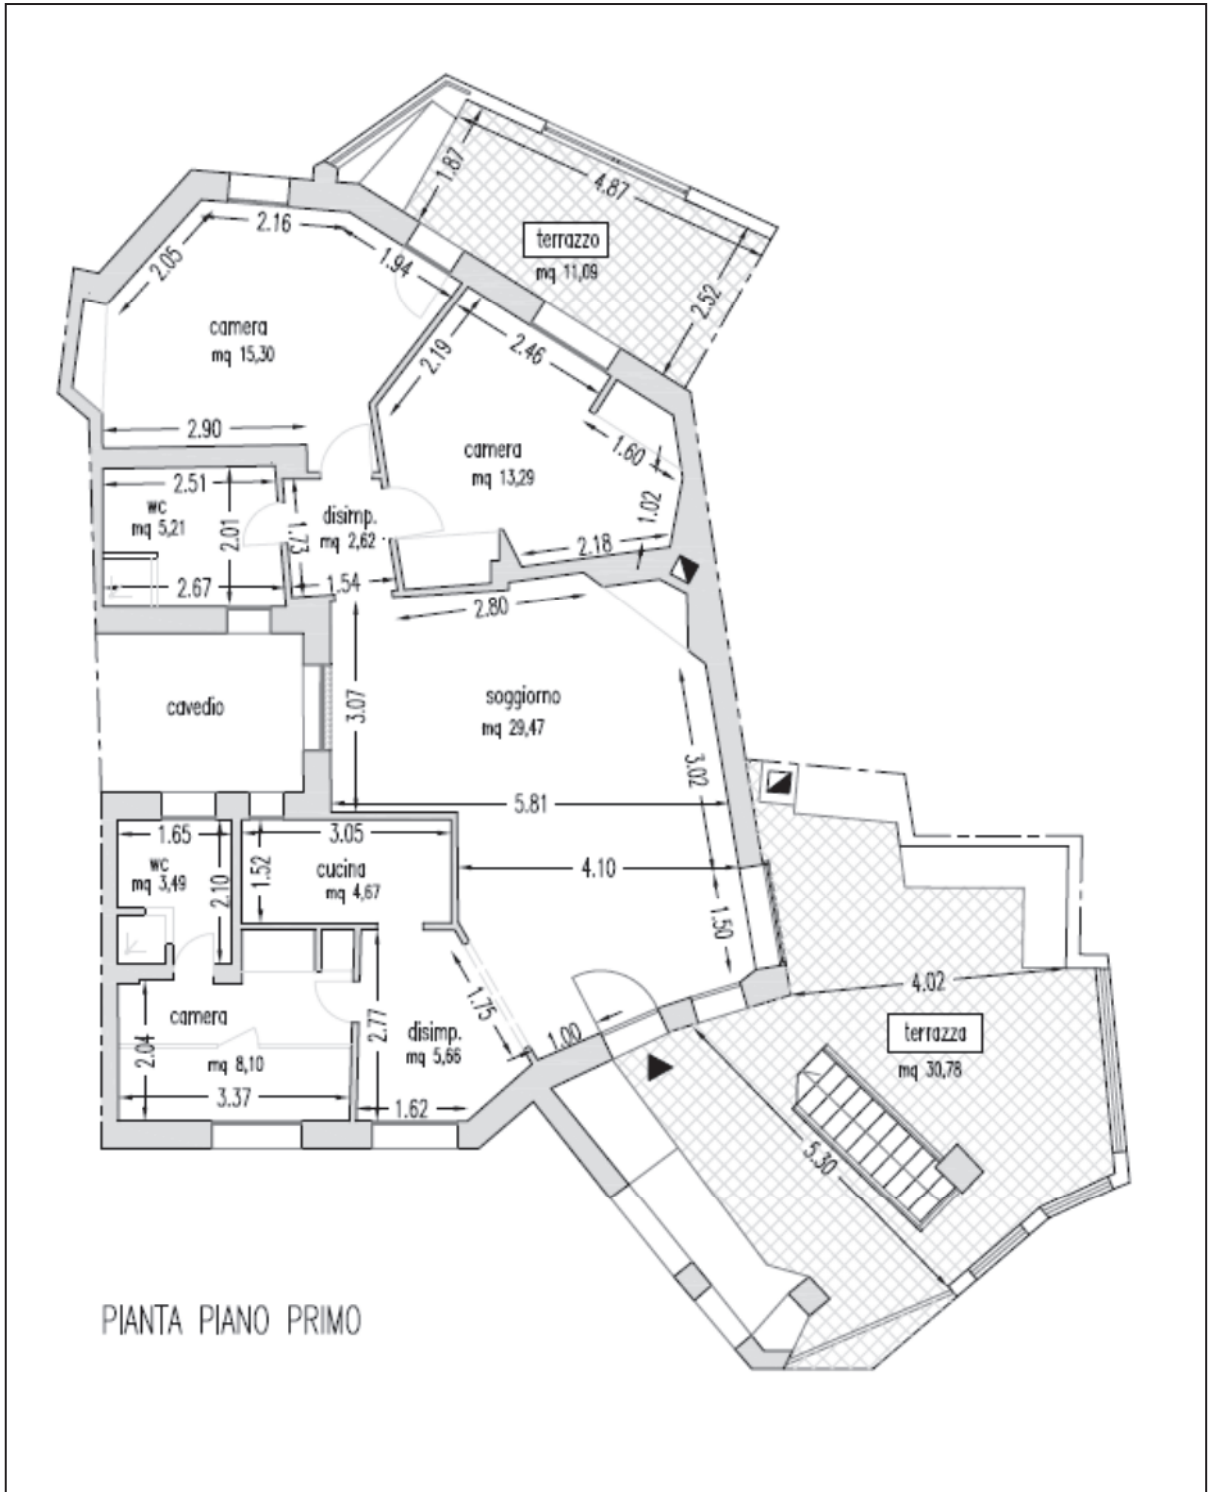 1.87
4.87
terrazzo
mq 11,09
2.52
2.16
2.05
1.94
camera
mq 15,30
2.19
2.46
2.90
1.60
camera
mq 13,29
1.02
2.18
2.51
wc
mq 5,21
2.01
2.67
disimp.
mq 2,62
1.73
1.54
2.80
cavedio
3.07
soggiorno
mq 29,47
3.02
5.81
1.65
wc
mq 3,49
2.10
3.05
1.52
cucina
mq 4,67
4.10
1.50
4.02
camera
2.04
mq 8,10
3.37
2.77
disimp.
mq 5,66
1.75
1.62
1.00
terrazza
mq 30,78
5.30
PIANTA PIANO PRIMO